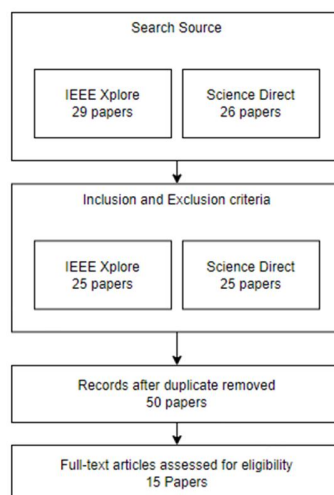 Search Source
IEEE Xplore
29 papers
Science Direct
26 papers
Inclusion and Exclusion criteria
IEEE Xplore
25 papers
Science Direct
25 papers
Records after duplicate removed
50 papers
Full-text articles assessed for eligibility
15 Papers